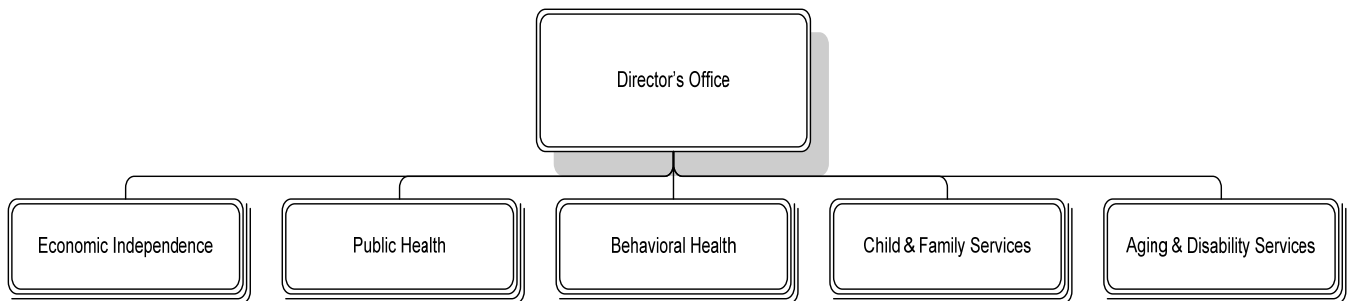 Director's Office
Economic Independence
Public Health
Behavioral Health
Child & Family Services
Aging & Disability Services